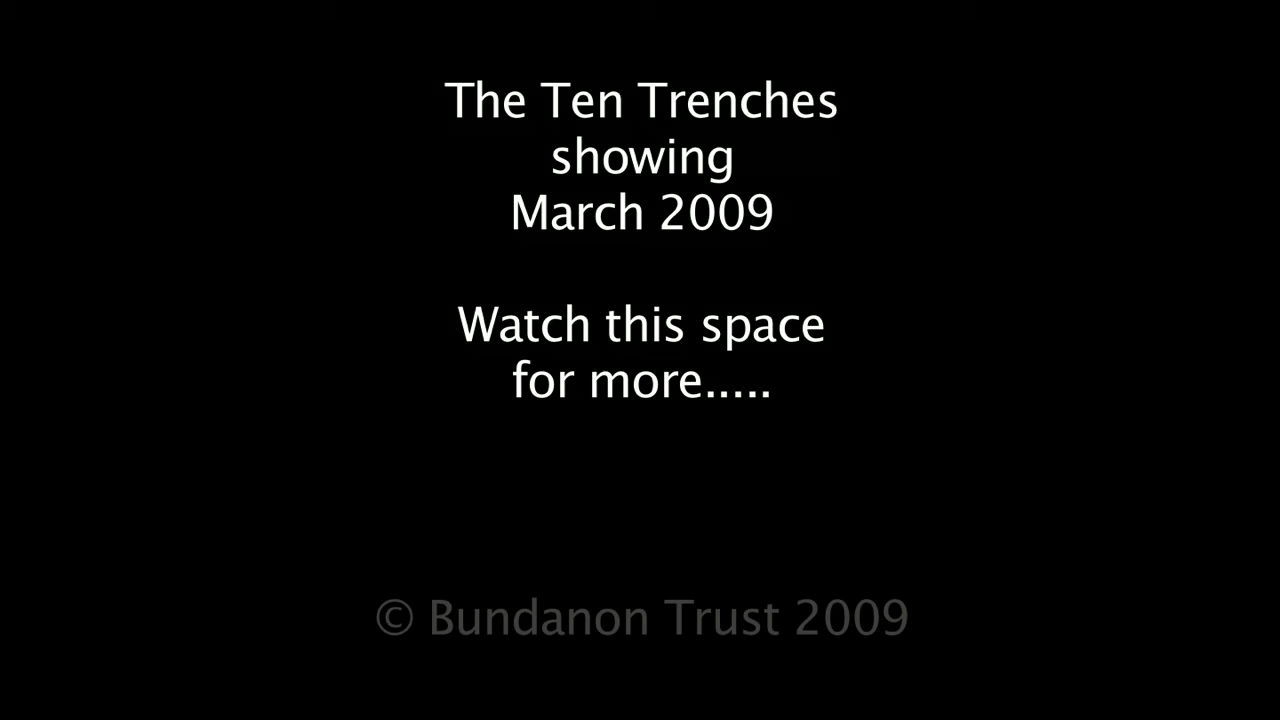 The Ten Trenches
showing
March 2009
Watch this space
for more.....
© Bundanon Trust 2009